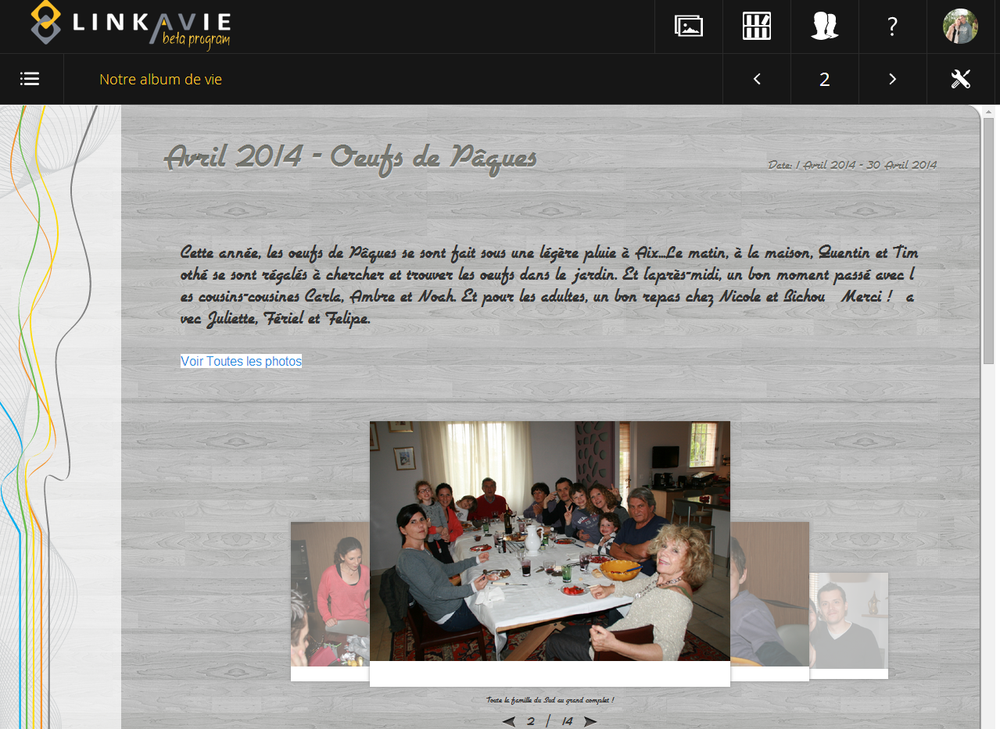 LINKAVIE
beta program
?
Notre album de vie
2
Avril 2014 - Oeufs de Pâques
Date: 1 Avril 2014 - 30 Avril 2014
Cette année, les oeufs de Pâques se sont fait sous une légère pluie à Aix...Le matin, à la maison, Quentin et Tim
othé se sont régalés à chercher et trouver les oeufs dans le jardin. Et l'après-midi, un bon moment passé avec l
es cousins-cousines Carla, Ambre et Noah. Et pour les adultes, un bon repas chez Nicole et Bichou Merci ! a
vec Juliette, Fériel et Felipe.
Voir Toutes les photos
Toute la famille du Sud au grand complet !
2 / 14